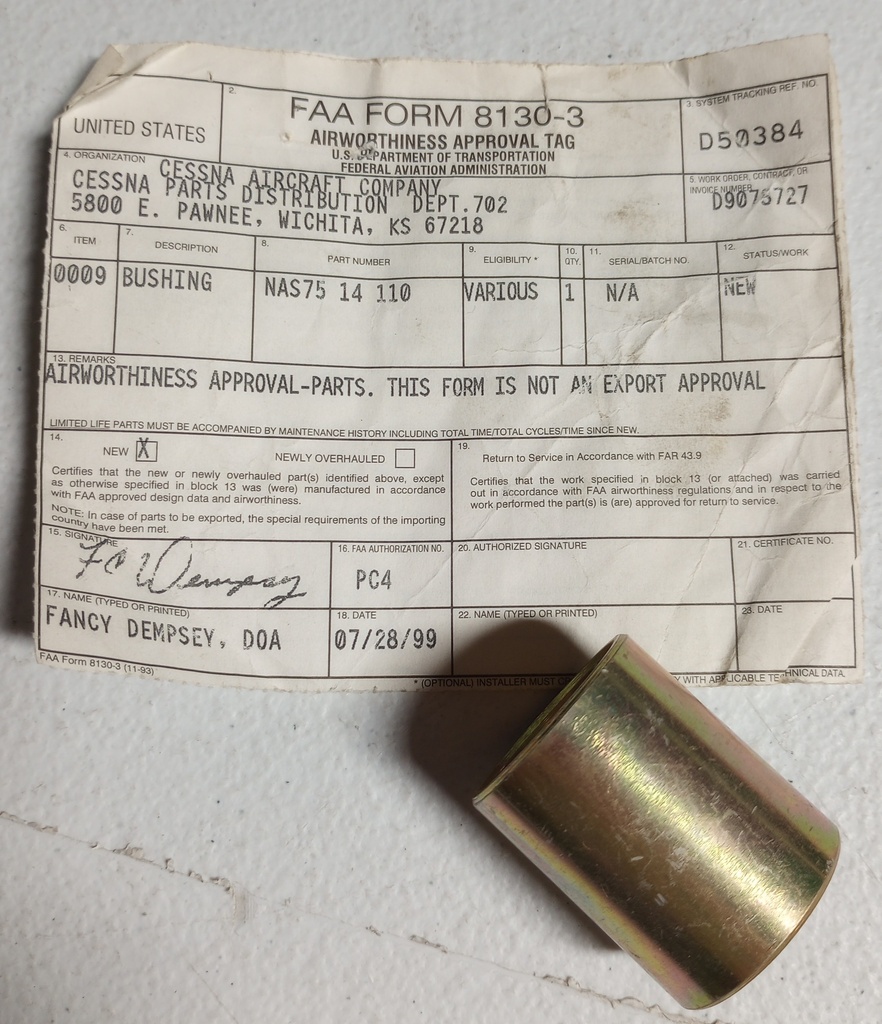 UNITED STATES
2.
FAA FORM 8130-3
AIRWORTHINESS APPROVAL TAG
U.S. DEPARTMENT OF TRANSPORTATION
FEDERAL AVIATION ADMINISTRATION
3. SYSTEM TRACKING REF. NO.
D50384
4. ORGANIZATION
CESSNA AIRCRAFT COMPANY
CESSNA PARTS DISTRIBUTION DEPT.702
5800 E. PAWNEE, WICHITA, KS 67218
5. WORK ORDER, CONTRACT, OR
INVOICE NUMBER
D9075727
6. ITEM
7. DESCRIPTION
8. PART NUMBER
9. ELIGIBILITY *
10. QTY.
11. SERIAL/BATCH NO.
12. STATUS/WORK
0009 BUSHING NAS75 14 110 VARIOUS 1 N/A NEW
13. REMARKS
AIRWORTHINESS APPROVAL-PARTS. THIS FORM IS NOT AN EXPORT APPROVAL
LIMITED LIFE PARTS MUST BE ACCOMPANIED BY MAINTENANCE HISTORY INCLUDING TOTAL TIME/TOTAL CYCLES/TIME SINCE NEW.
14.
NEW X NEWLY OVERHAULED
Certifies that the new or newly overhauled part(s) identified above, except
as otherwise specified in block 13 was (were) manufactured in accordance
with FAA approved design data and airworthiness.
NOTE: In case of parts to be exported, the special requirements of the importing
country have been met.
19.
Return to Service in Accordance with FAR 43.9
Certifies that the work specified in block 13 (or attached) was carried
out in accordance with FAA airworthiness regulations and in respect to the
work performed the part(s) is (are) approved for return to service.
15. SIGNATURE
F C Dempsey
16. FAA AUTHORIZATION NO.
PC4
20. AUTHORIZED SIGNATURE
21. CERTIFICATE NO.
17. NAME (TYPED OR PRINTED)
FANCY DEMPSEY, DOA
18. DATE
07/28/99
22. NAME (TYPED OR PRINTED)
23. DATE
FAA Form 8130-3 (11-93)
* (OPTIONAL) INSTALLER MUST WITH APPLICABLE TECHNICAL DATA.